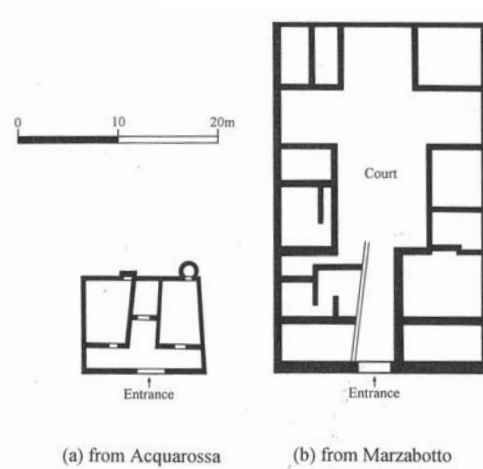 0 10 20m
Court
Entrance
Entrance
(a) from Acquarossa
(b) from Marzabotto